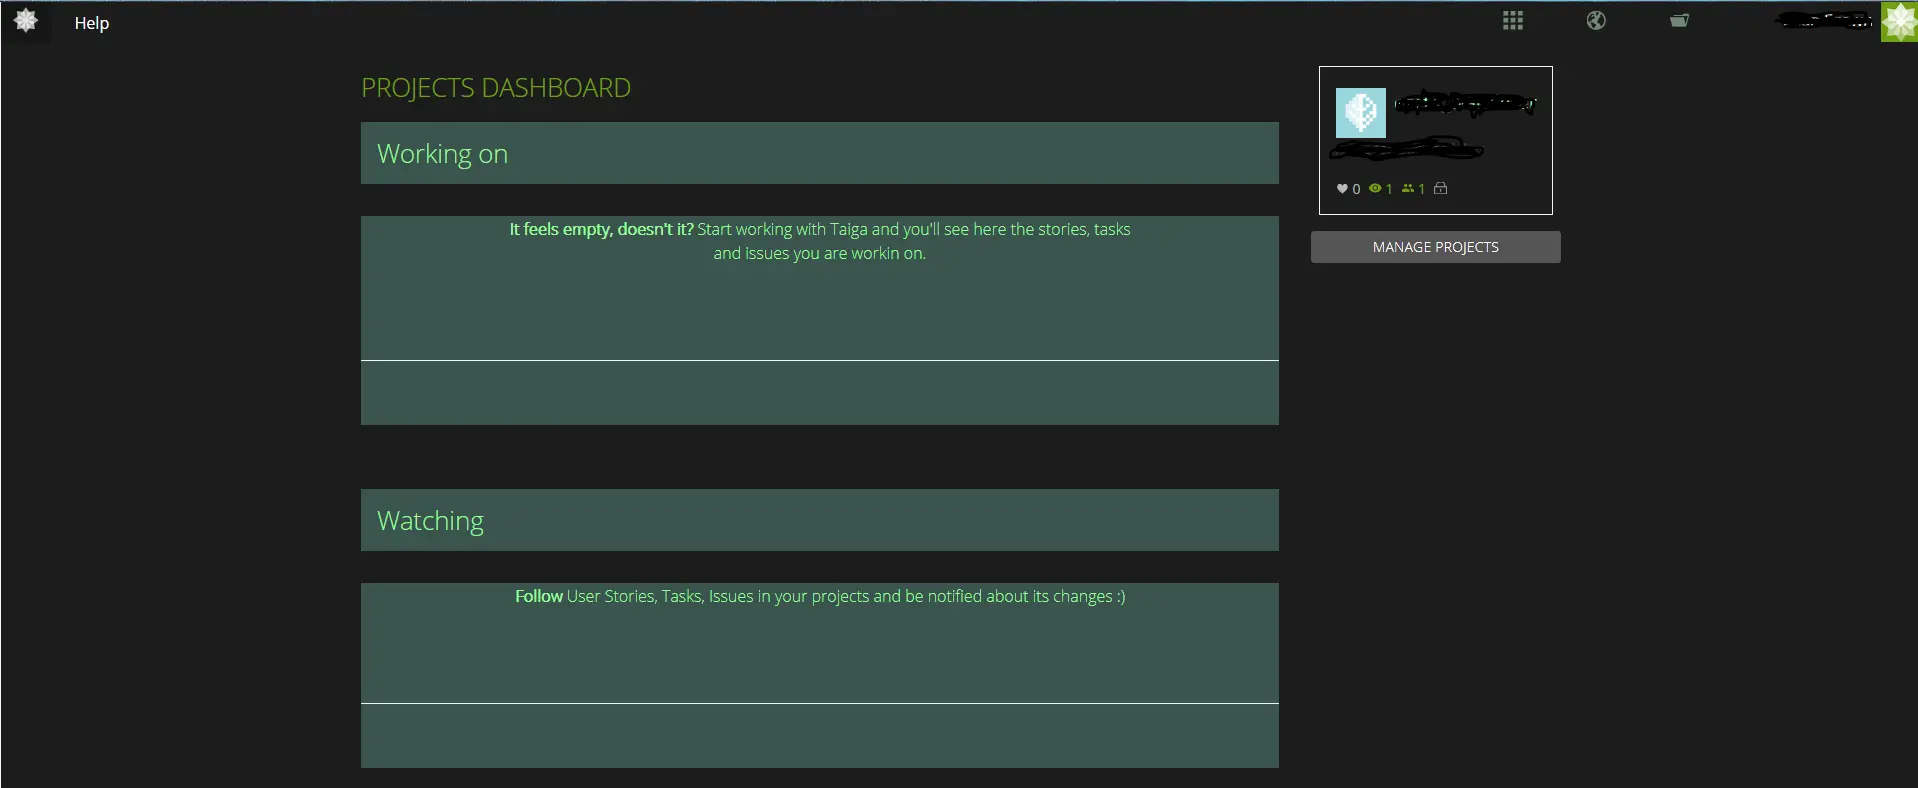 Help
PROJECTS DASHBOARD
Working on
It feels empty, doesn't it? Start working with Taiga and you'll see here the stories, tasks
and issues you are workin on.
0 1 1
MANAGE PROJECTS
Watching
Follow User Stories, Tasks, Issues in your projects and be notified about its changes :)